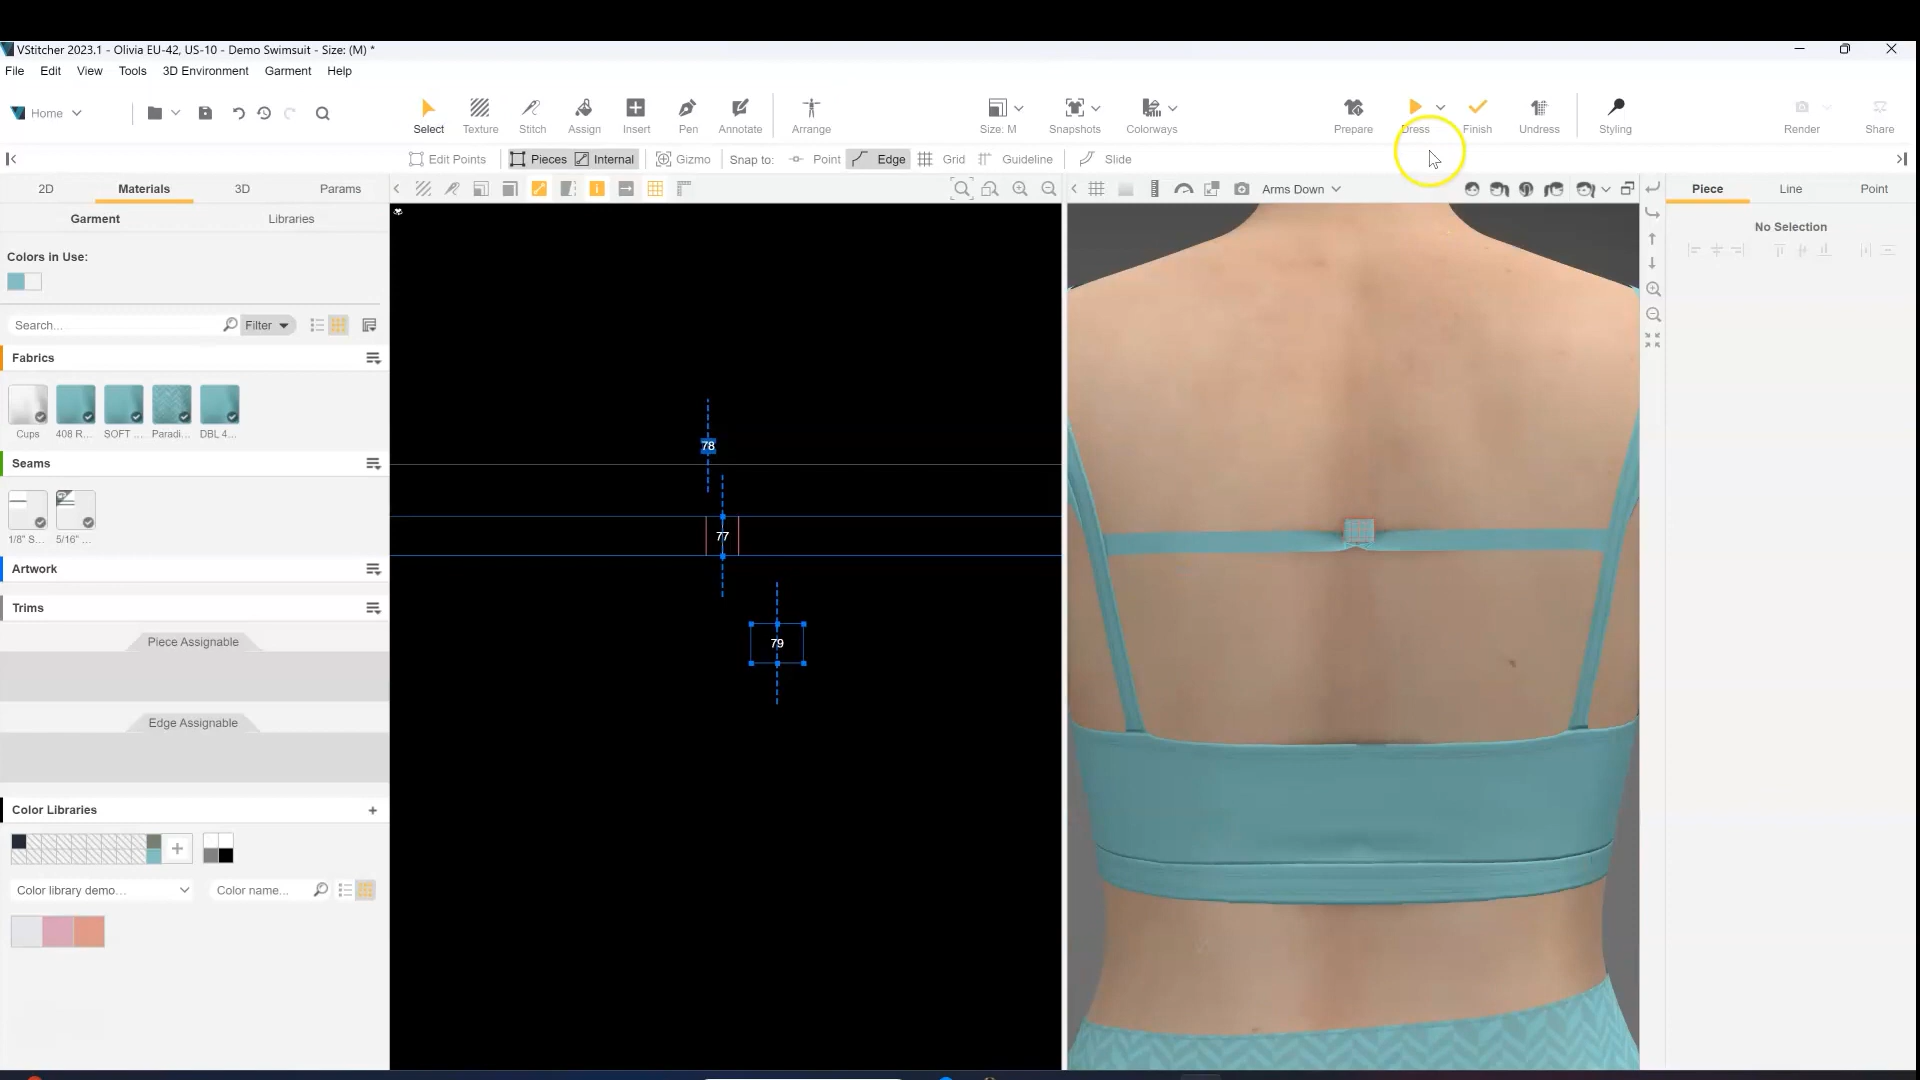 VStitcher 2023.1 - Olivia EU-42, US-10 - Demo Swimsuit - Size: (M) *
File Edit View Tools 3D Environment Garment Help
Home
Select Texture Stitch Assign Insert Pen Annotate Arrange Size: M Snapshots Colorways Prepare Dress Finish Undress Styling Render Share
Edit Points Pieces Internal Gizmo Snap to: Point Edge Grid Guideline Slide
2D Materials 3D Params
Arms Down
Piece Line Point
Garment Libraries
No Selection
Colors in Use:
Search... Filter
Fabrics
Cups 408 R... SOFT ... Paradi... DBL 4...
Seams
1/8" S... 5/16" ...
Artwork
Trims
Piece Assignable
Edge Assignable
Color Libraries
Color library demo... Color name...
78
77
79